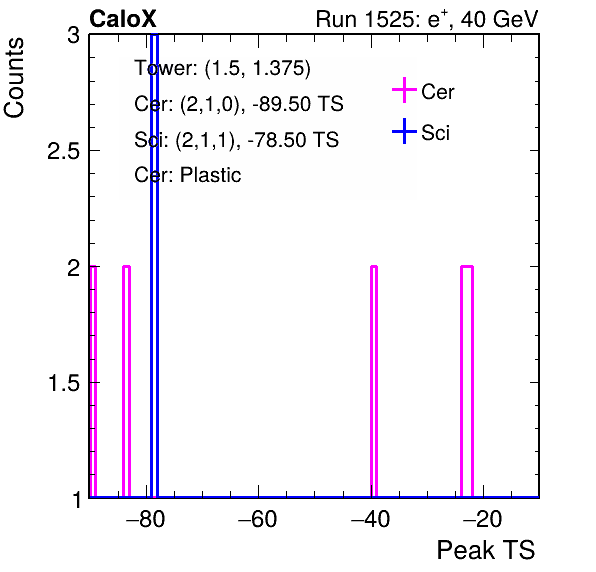 CaloX Run 1525: e⁺, 40 GeV
Counts
3
2.5
2
1.5
1
Tower: (1.5, 1.375)
Cer: (2,1,0), -89.50 TS
Sci: (2,1,1), -78.50 TS
Cer: Plastic
Cer
Sci
−80 −60 −40 −20
Peak TS